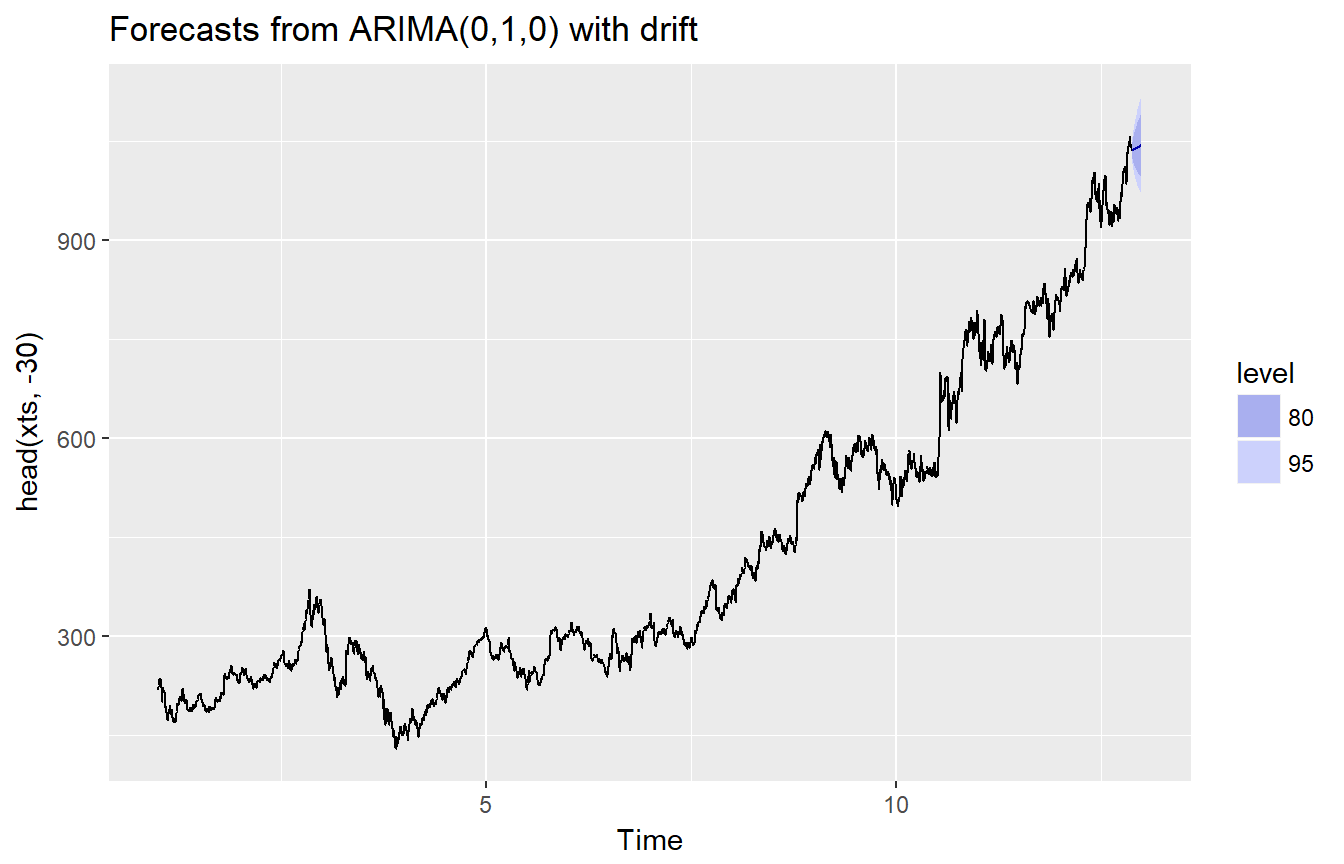 Forecasts from ARIMA(0,1,0) with drift
head(xts, -30)
900
600
300
5
10
Time
level
80
95